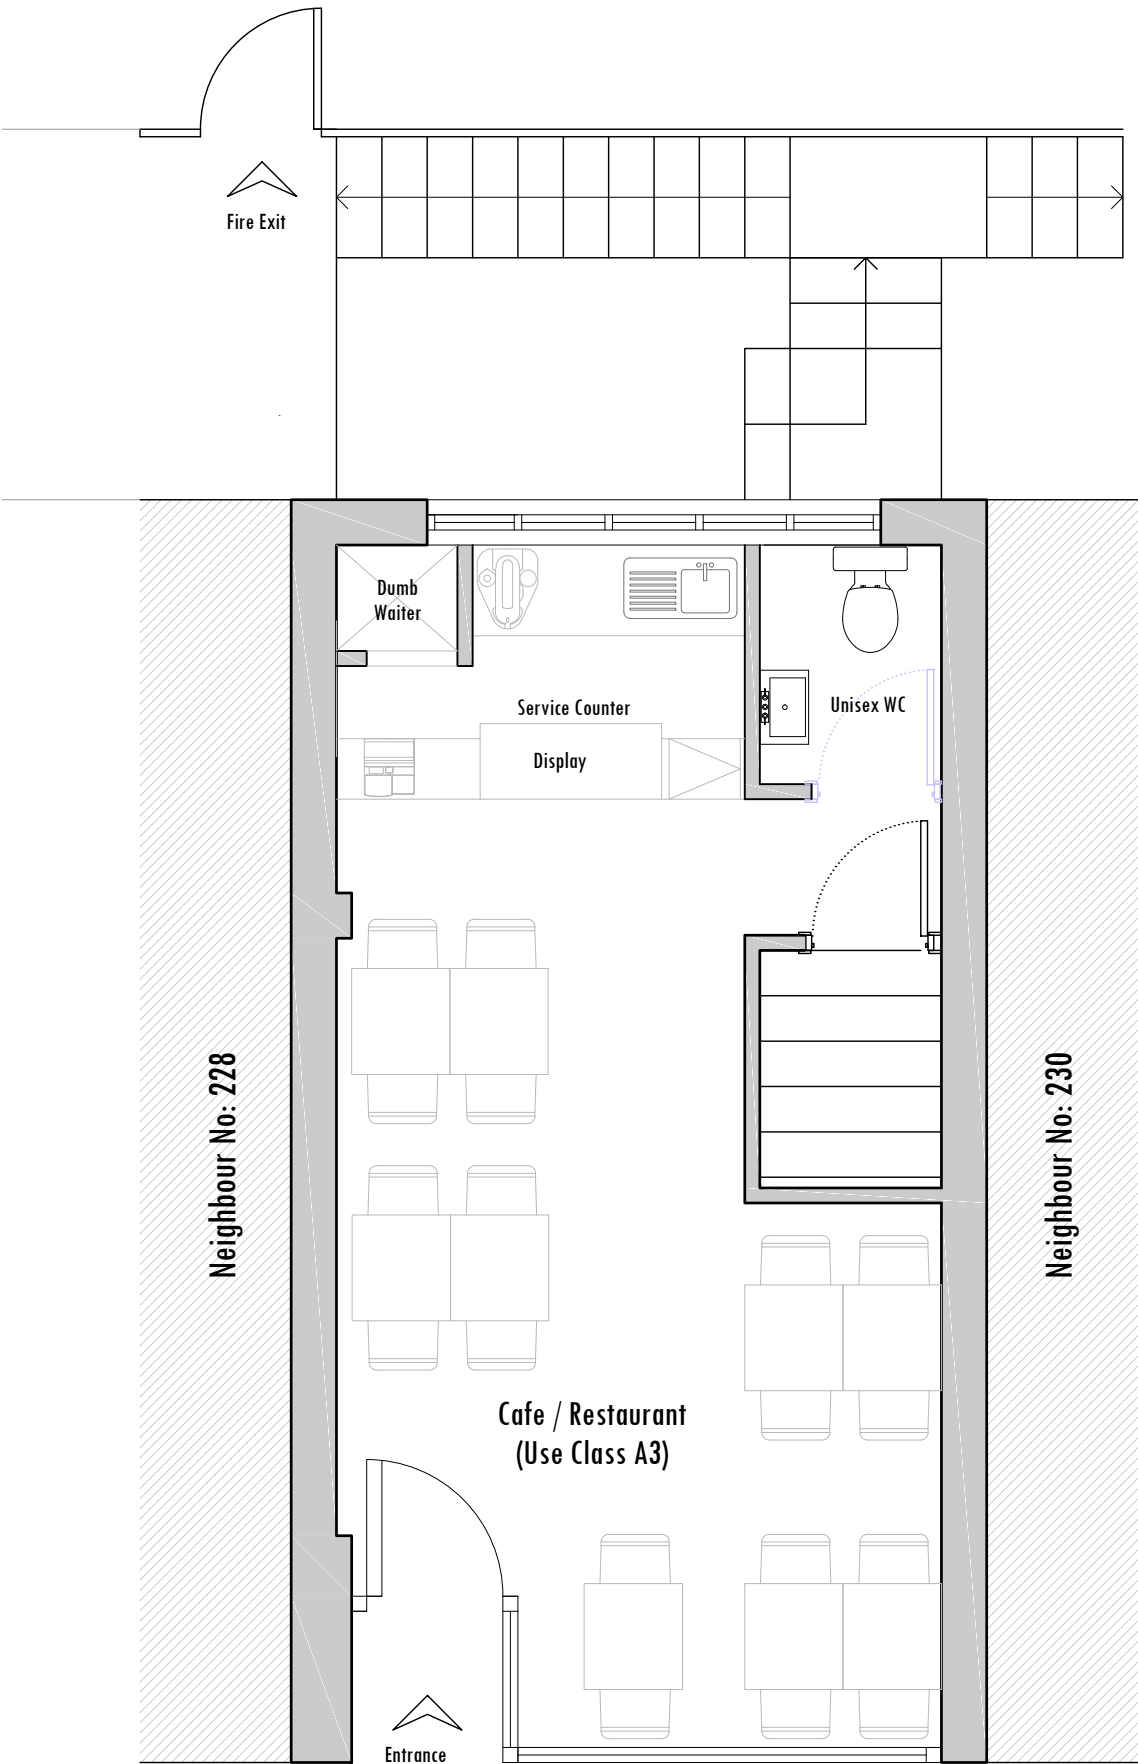 Fire Exit
Dumb
Waiter
Service Counter
Unisex WC
Display
Neighbour No: 228
Neighbour No: 230
Cafe / Restaurant
(Use Class A3)
Entrance